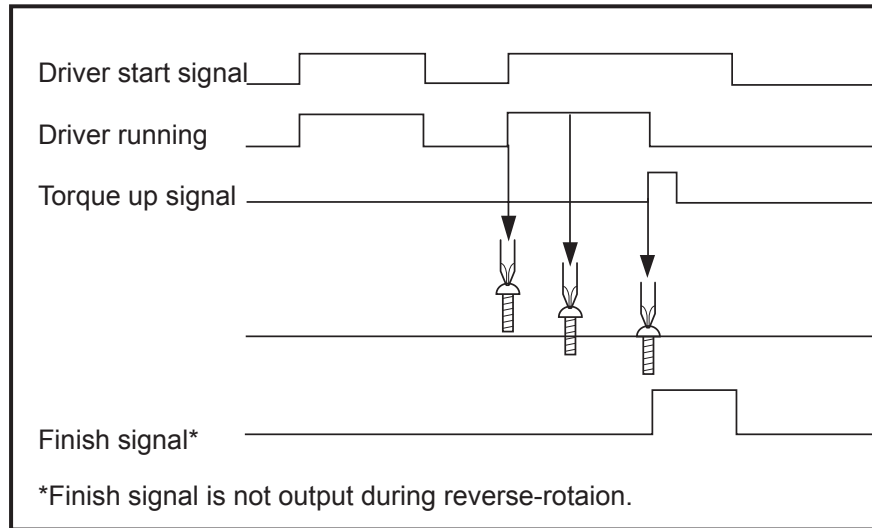 Driver start signal
Driver running
Torque up signal
Finish signal*
*Finish signal is not output during reverse-rotaion.